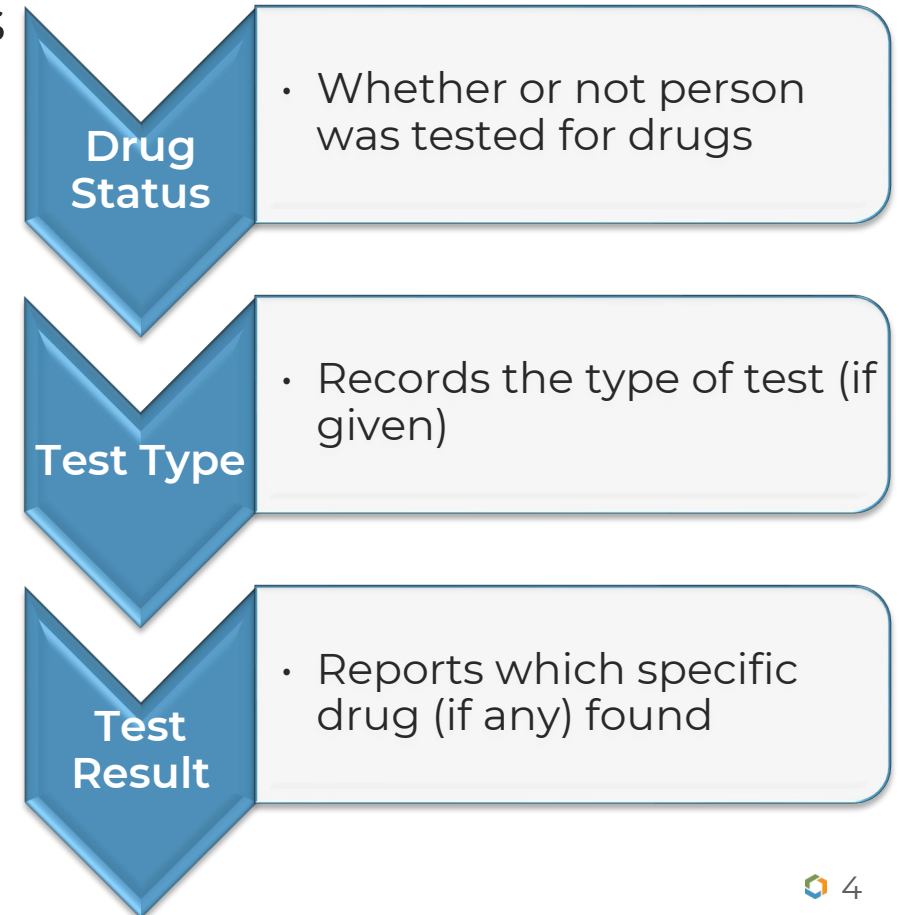 s
Drug
Status
• Whether or not person
was tested for drugs
Test Type
• Records the type of test (if
given)
Test
Result
• Reports which specific
drug (if any) found
4